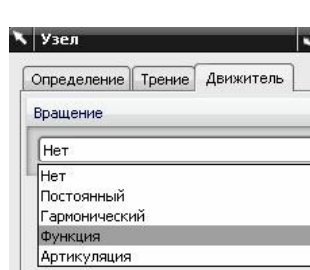 Узел
Определение Трение Движитель
Вращение
Нет
Нет
Постоянный
Гармонический
Функция
Артикуляция